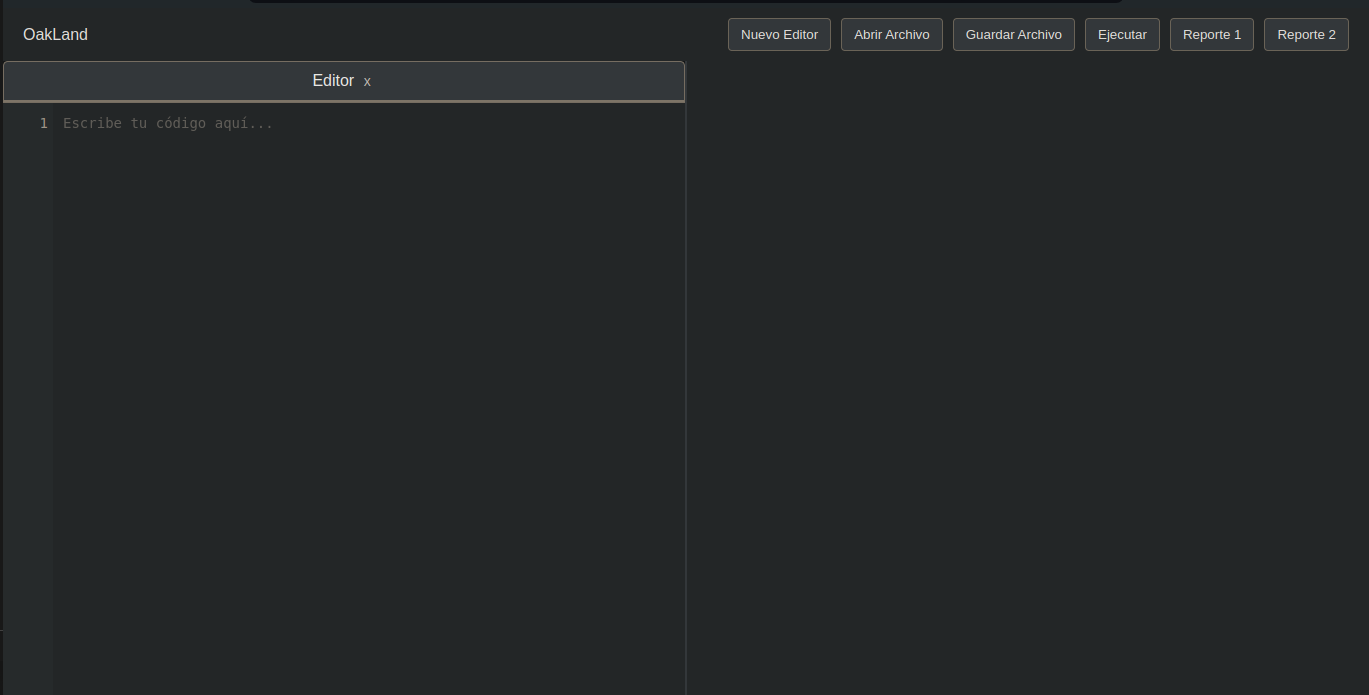 OakLand
Nuevo Editor
Abrir Archivo
Guardar Archivo
Ejecutar
Reporte 1
Reporte 2
Editor x
1 Escribe tu código aquí...